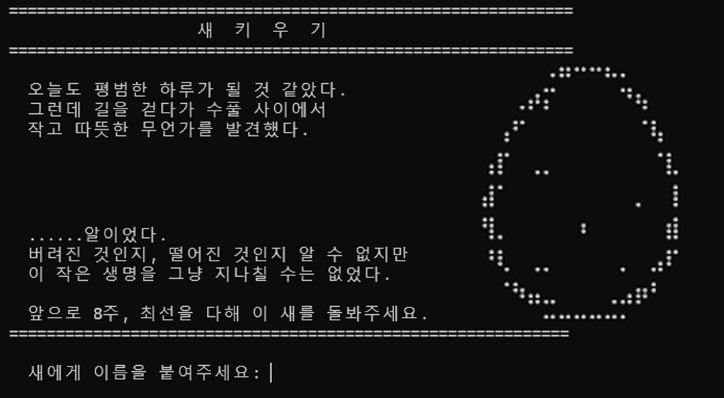 새 키 우 기
오늘도 평범한 하루가 될 것 같았다.
그런데 길을 걷다가 수풀 사이에서
작고 따뜻한 무언가를 발견했다.
......알이었다.
버려진 것인지, 떨어진 것인지 알 수 없지만
이 작은 생명을 그냥 지나칠 수는 없었다.
앞으로 8주, 최선을 다해 이 새를 돌봐주세요.
새에게 이름을 붙여주세요: